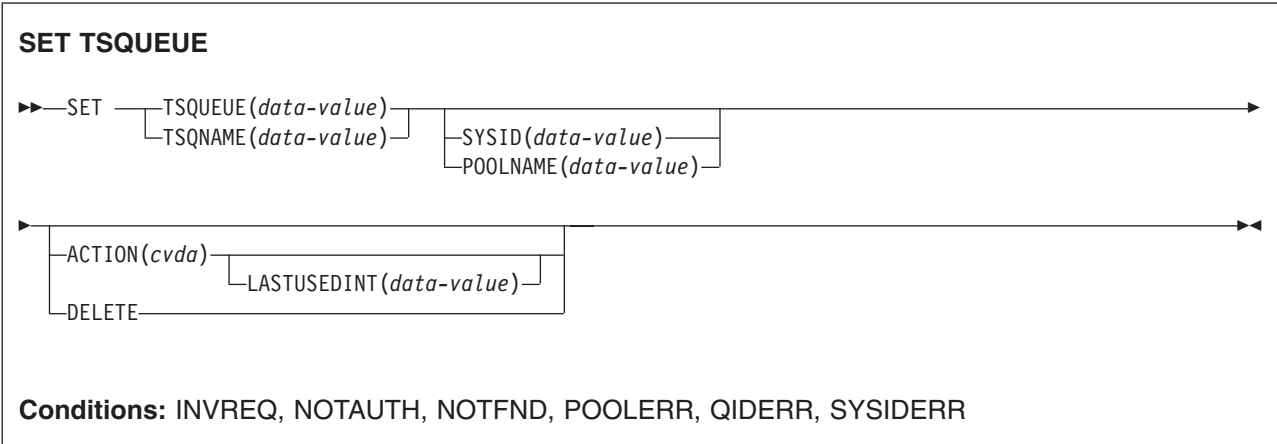 SET TSQUEUE
SET TSQUEUE(data-value)
TSQNAME(data-value)
SYSID(data-value)
POOLNAME(data-value)
ACTION(cvda)
LASTUSEDINT(data-value)
DELETE
Conditions: INVREQ, NOTAUTH, NOTFND, POOLERR, QIDERR, SYSIDERR